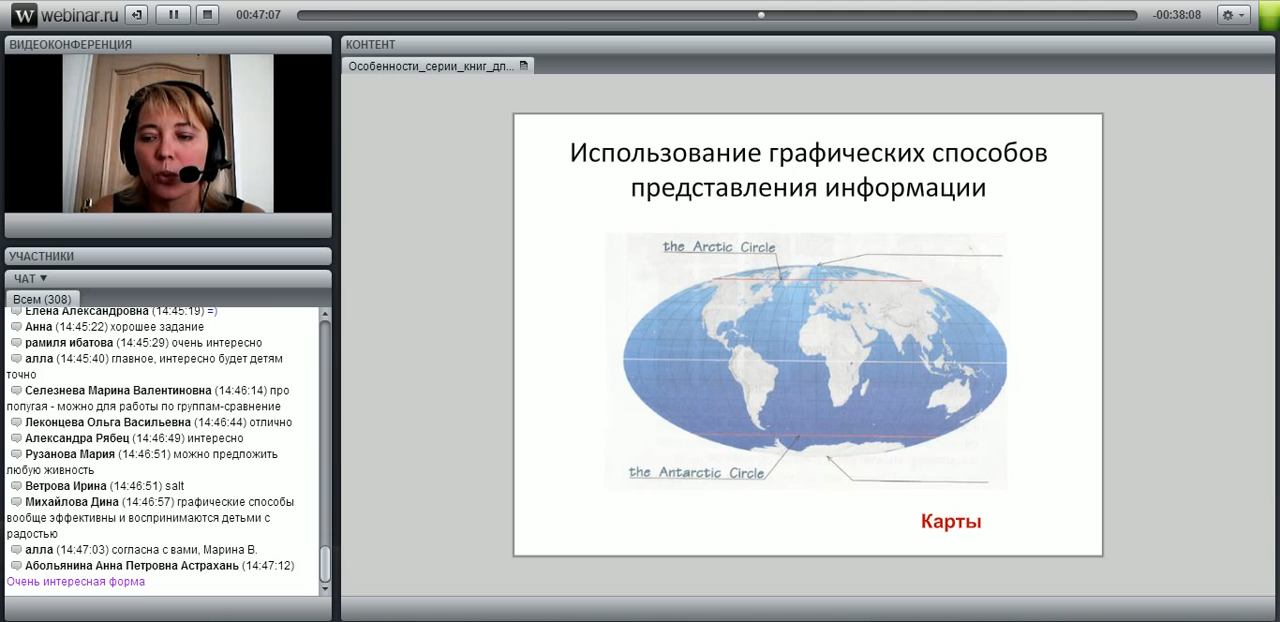 W webinar.ru
00:47:07
-00:38:08
ВИДЕОКОНФЕРЕНЦИЯ
УЧАСТНИКИ
ЧАТ
Всем (308)
Елена Александровна (14:45:19) =)
Анна (14:45:22) хорошее задание
рамиля ибатова (14:45:29) очень интересно
алла (14:45:40) главное, интересно будет детям
точно
Селезнева Марина Валентиновна (14:46:14) про
попугая - можно для работы по группам-сравнение
Леконцева Ольга Васильевна (14:46:44) отлично
Александра Рябец (14:46:49) интересно
Рузанова Мария (14:46:51) можно предложить
любую живность
Ветрова Ирина (14:46:51) salt
Михайлова Дина (14:46:57) графические способы
вообще эффективны и воспринимаются детьми с
радостью
алла (14:47:03) согласна с вами, Марина В.
Абольянина Анна Петровна Астрахань (14:47:12)
Очень интересная форма
КОНТЕНТ
Особенности_серии_книг_дл...
Использование графических способов
представления информации
the Arctic Circle
the Antarctic Circle
Карты